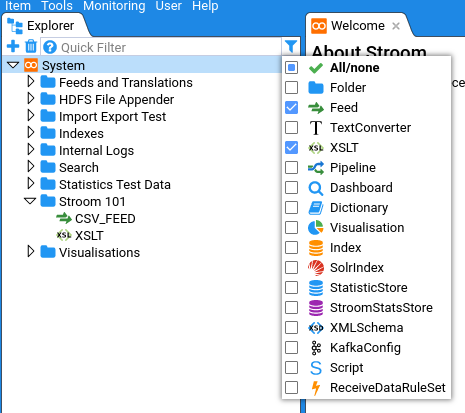 Item Tools Monitoring User Help
Explorer
Welcome
Quick Filter
About Stroom
System
Feeds and Translations
HDFS File Appender
Import Export Test
Indexes
Internal Logs
Search
Statistics Test Data
Stroom 101
CSV_FEED
XSL XSLT
Visualisations
All/none
Folder
Feed
T TextConverter
XSL XSLT
Pipeline
Dashboard
Dictionary
Visualisation
Index
SolrIndex
StatisticStore
StroomStatsStore
XSD XMLSchema
KafkaConfig
S Script
ReceiveDataRuleSet